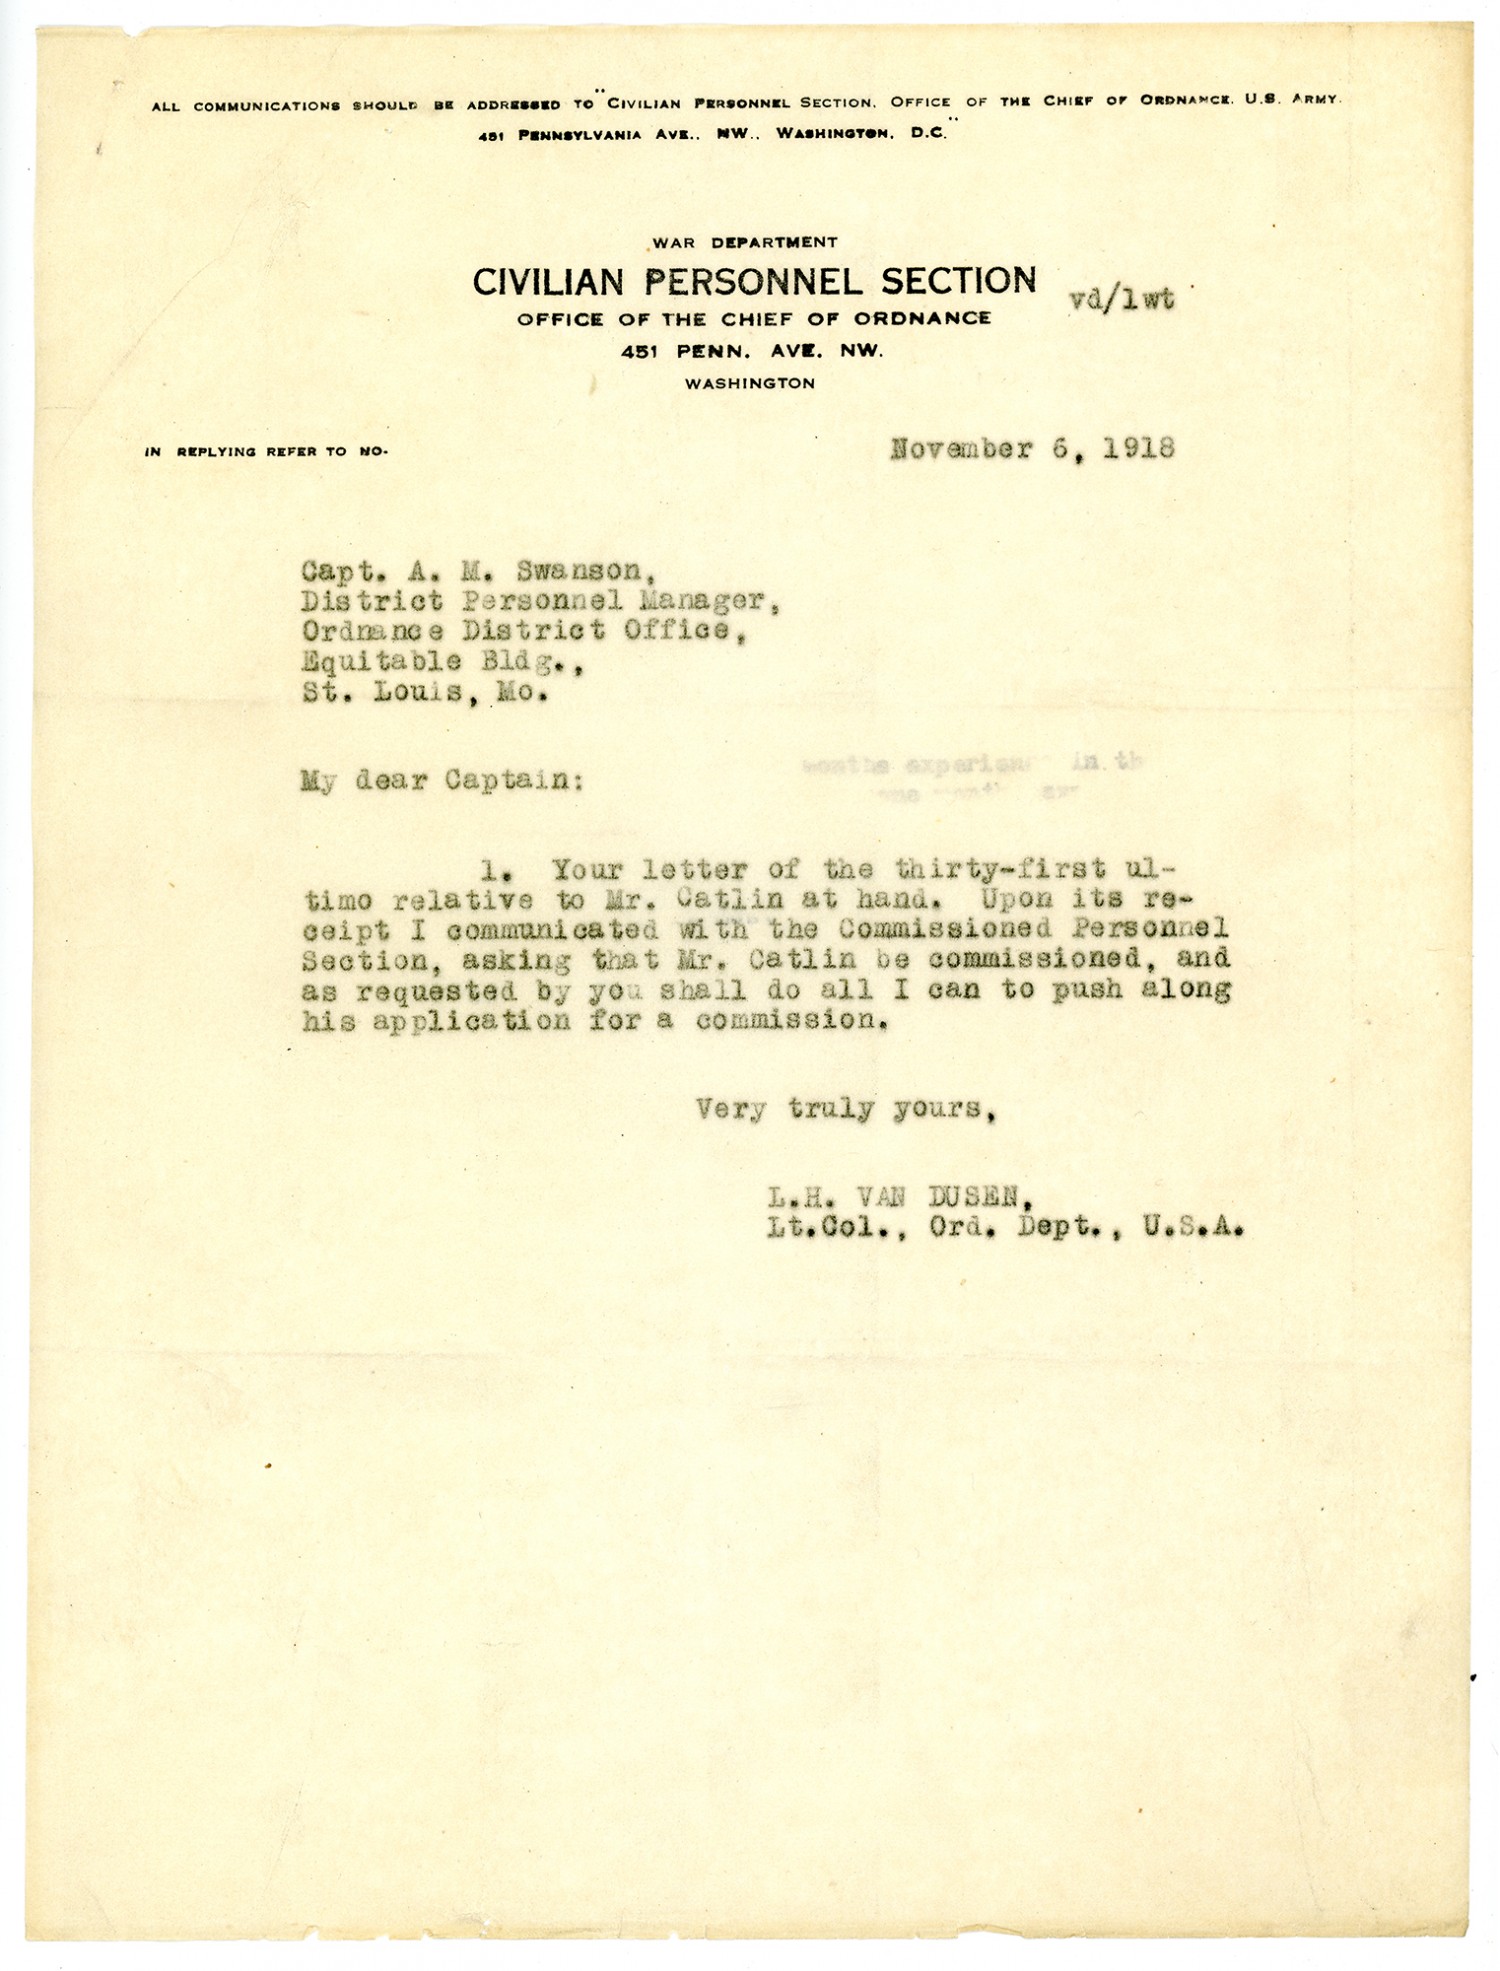 ALL COMMUNICATIONS SHOULD BE ADDRESSED TO "CIVILIAN PERSONNEL SECTION, OFFICE OF THE CHIEF OF ORDNANCE, U.S. ARMY,
451 PENNSYLVANIA AVE., NW., WASHINGTON, D.C."
WAR DEPARTMENT
CIVILIAN PERSONNEL SECTION
vd/lwt
OFFICE OF THE CHIEF OF ORDNANCE
451 PENN. AVE. NW.
WASHINGTON
IN REPLYING REFER TO NO.
November 6, 1918
Capt. A. M. Swanson,
District Personnel Manager,
Ordnance District Office,
Equitable Bldg.,
St. Louis, Mo.
months in th
My dear Captain:
1. Your letter of the thirty-first ul-
timo relative to Mr. Catlin at hand. Upon its re-
ceipt I communicated with the Commissioned Personnel
Section, asking that Mr. Catlin be commissioned, and
as requested by you shall do all I can to push along
his application for a commission.
Very truly yours,
L.H. VAN DUSEN,
Lt.Col., Ord. Dept., U.S.A.